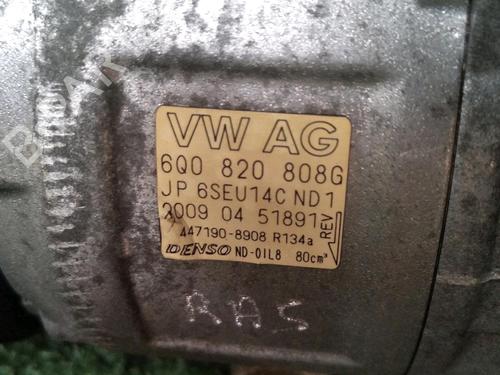 VW AG
6Q0 820 808G
JP 6SEU14C ND1
2009 04 51891
REV
447190-8908 R134a
DENSO ND-OIL8 80cm³
RAS